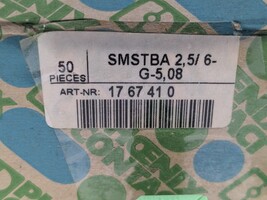 50
PIECES
SMSTBA 2,5/ 6-
G-5,08
ART-NR: 17 67 41 0